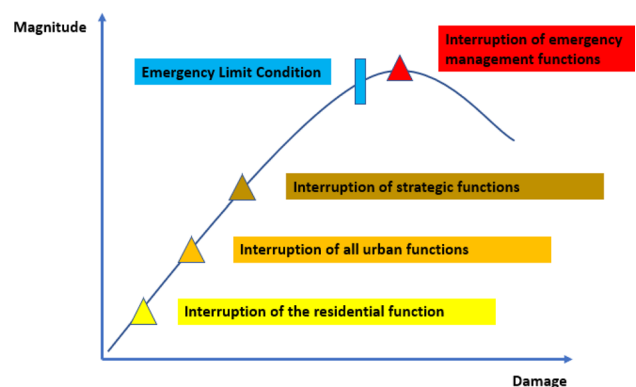 Magnitude
Interruption of emergency
management functions
Emergency Limit Condition
Interruption of strategic functions
Interruption of all urban functions
Interruption of the residential function
Damage